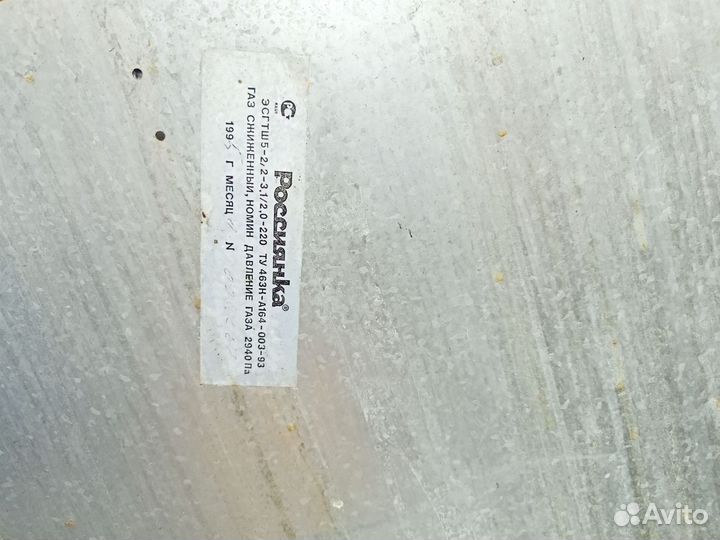 Россиянка®
ЭСГТШ5-2,2-3,1/2,0-220 ТУ 463Н-А164-003-93
ГАЗ СЖИЖЕННЫЙ, НОМИН ДАВЛЕНИЕ ГАЗА 2940 Па
Г МЕСЯЦ N
Avito